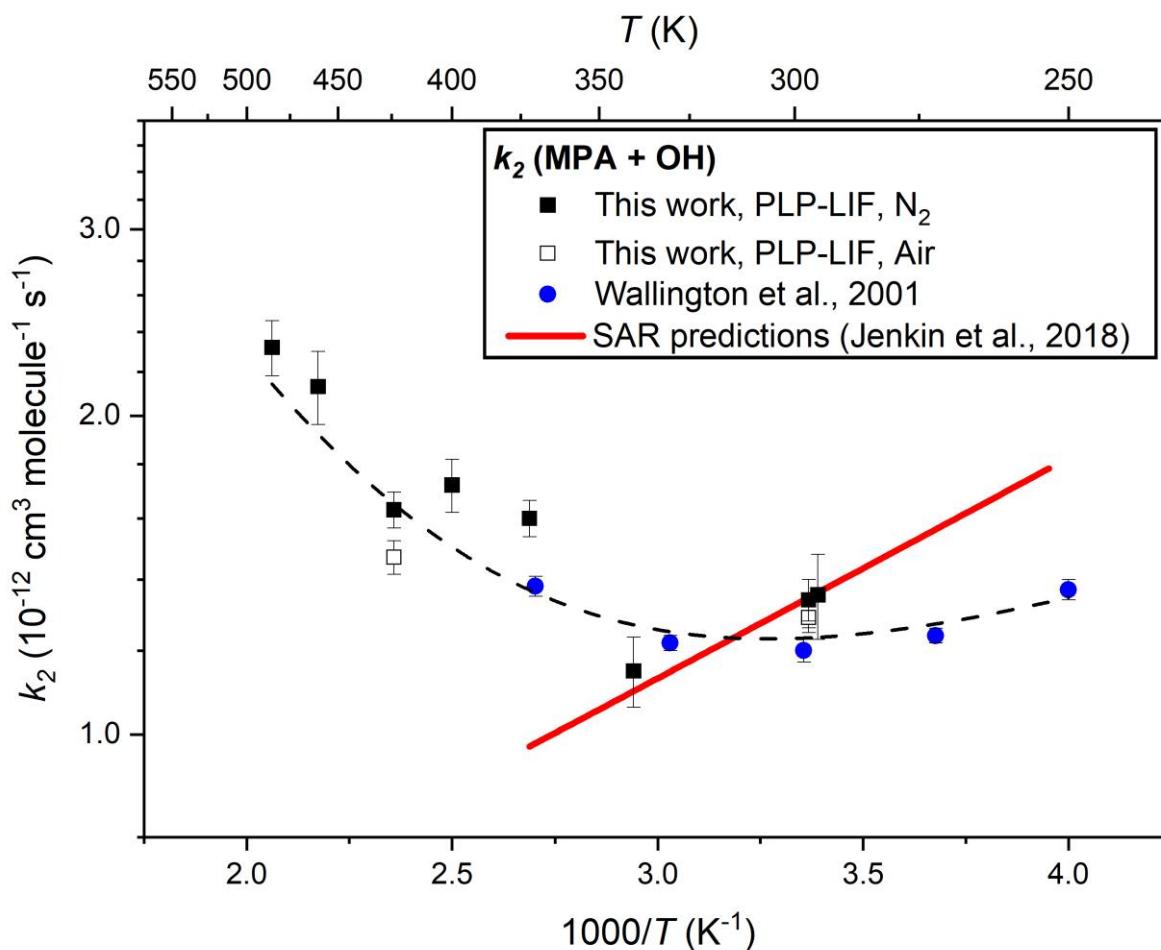 T (K)
550 500 450 400 350 300 250
k₂ (MPA + OH)
This work, PLP-LIF, N₂
This work, PLP-LIF, Air
Wallington et al., 2001
SAR predictions (Jenkin et al., 2018)
k₂ (10⁻¹² cm³ molecule⁻¹ s⁻¹)
3.0
2.0
1.0
2.0 2.5 3.0 3.5 4.0
1000/T (K⁻¹)